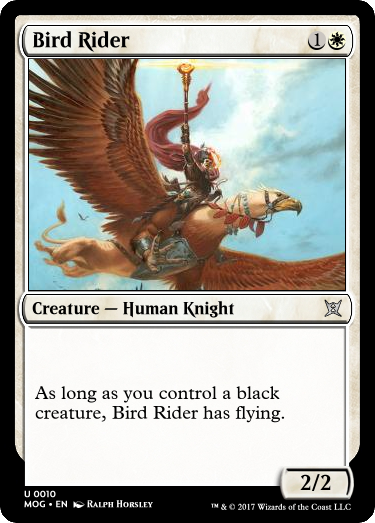 Bird Rider 1
Creature — Human Knight
As long as you control a black
creature, Bird Rider has flying.
2/2
U 0010
MOG • EN Ralph Horsley ™ & © 2017 Wizards of the Coast LLC